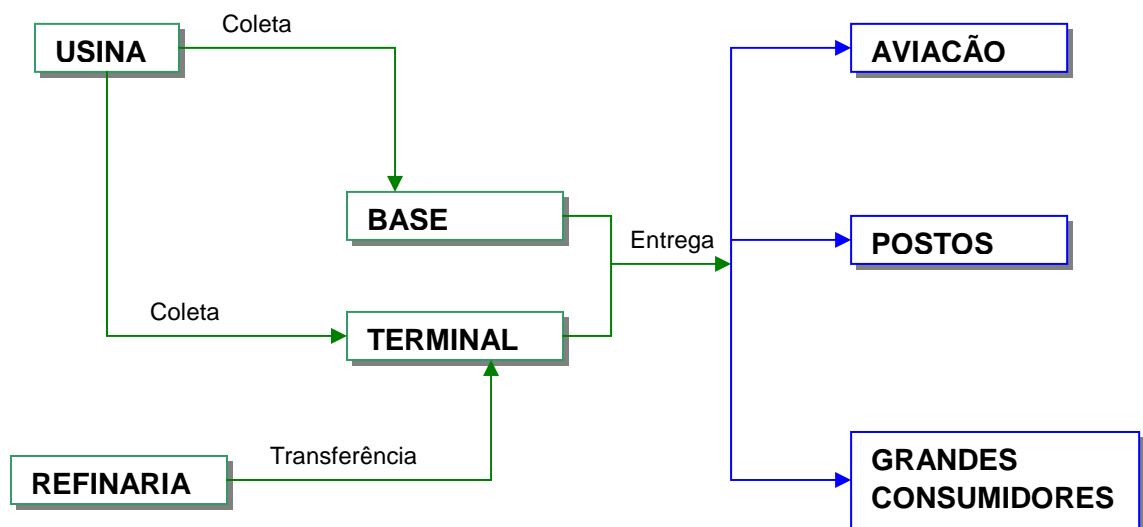 Coleta
USINA
AVIACÃO
BASE
Entrega
POSTOS
Coleta
TERMINAL
Transferência
REFINARIA
GRANDES
CONSUMIDORES